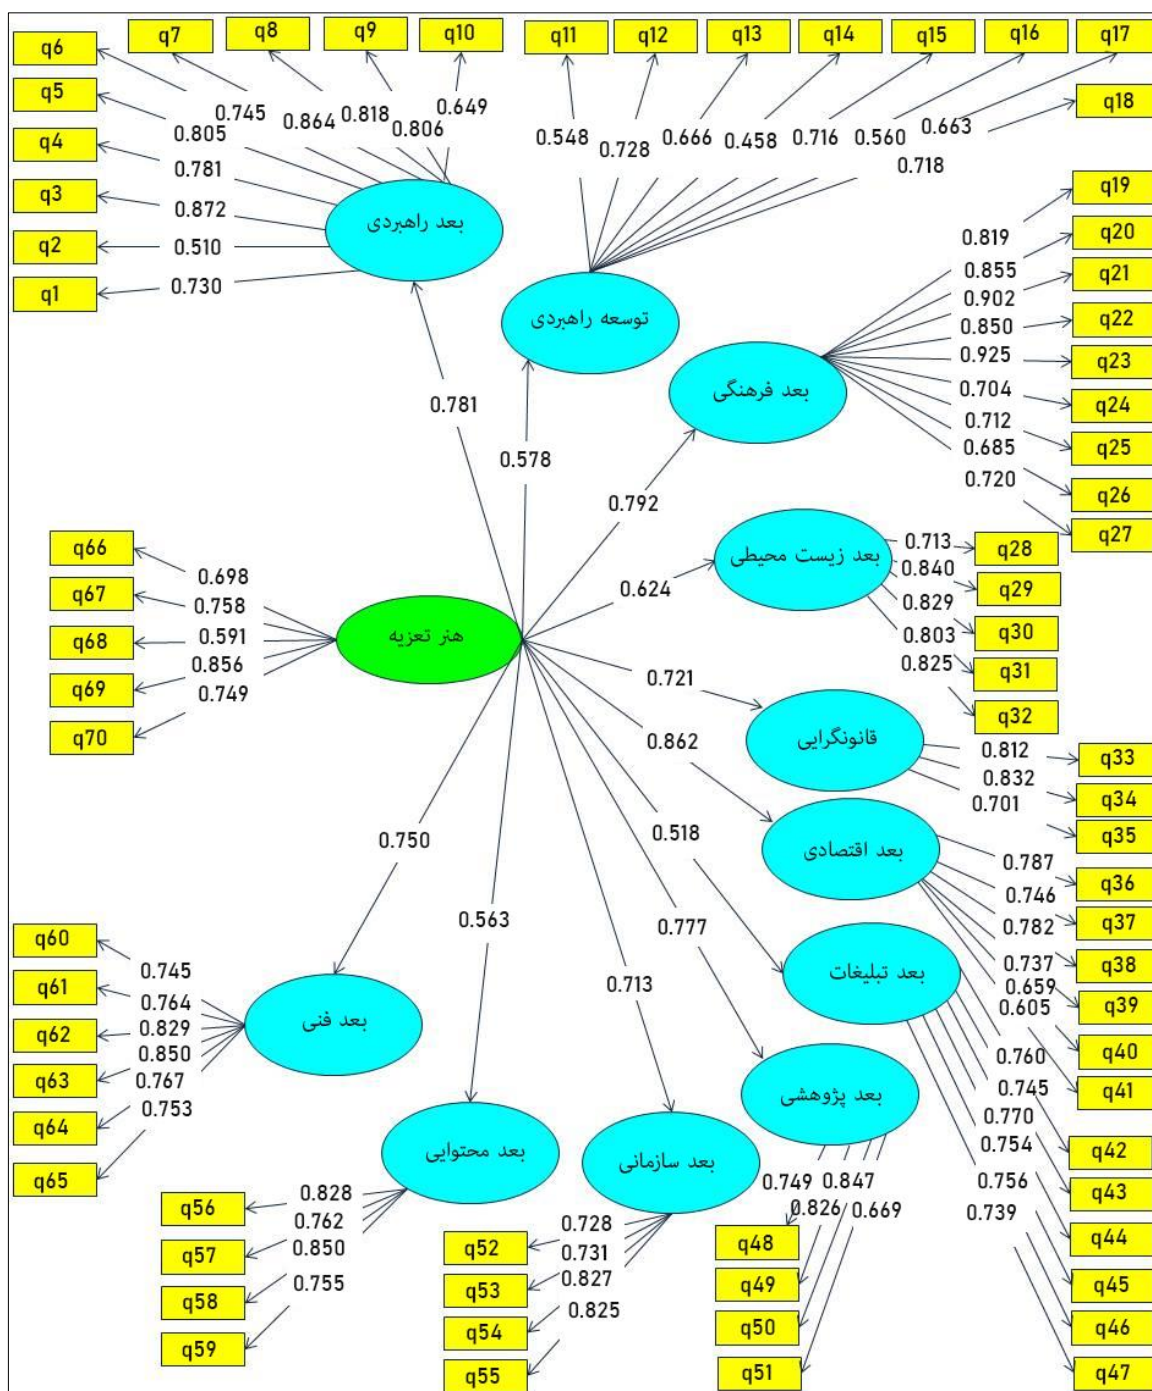 q6
q7
q8
q9
q10
q11
q12
q13
q14
q15
q16
q17
q5
q18
q4
q3
q2
q1
0.745
0.864
0.818
0.806
0.649
0.805
0.781
0.872
0.510
0.730
بعد راهبردی
0.548
0.728
0.666
0.458
0.716
0.560
0.663
0.718
توسعه راهبردی
q19
q20
q21
q22
q23
q24
q25
q26
q27
0.819
0.855
0.902
0.850
0.925
0.704
0.712
0.685
0.720
بعد فرهنگی
0.781
0.578
0.792
0.624
0.721
0.862
0.518
0.777
0.713
0.563
0.750
هنر تعزیه
q66
q67
q68
q69
q70
0.698
0.758
0.591
0.856
0.749
بعد زیست محیطی
0.713
0.840
0.829
0.803
0.825
q28
q29
q30
q31
q32
قانونگرایی
0.812
0.832
0.701
q33
q34
q35
بعد اقتصادی
0.787
0.746
0.782
0.737
0.659
0.605
q36
q37
q38
q39
q40
q41
بعد تبلیغات
0.760
0.745
0.770
0.754
0.756
0.739
q42
q43
q44
q45
q46
q47
بعد پژوهشی
0.749
0.826
0.847
0.669
q48
q49
q50
q51
بعد سازمانی
0.728
0.731
0.827
0.825
q52
q53
q54
q55
بعد محتوایی
0.828
0.762
0.850
0.755
q56
q57
q58
q59
بعد فنی
0.745
0.764
0.829
0.850
0.767
0.753
q60
q61
q62
q63
q64
q65